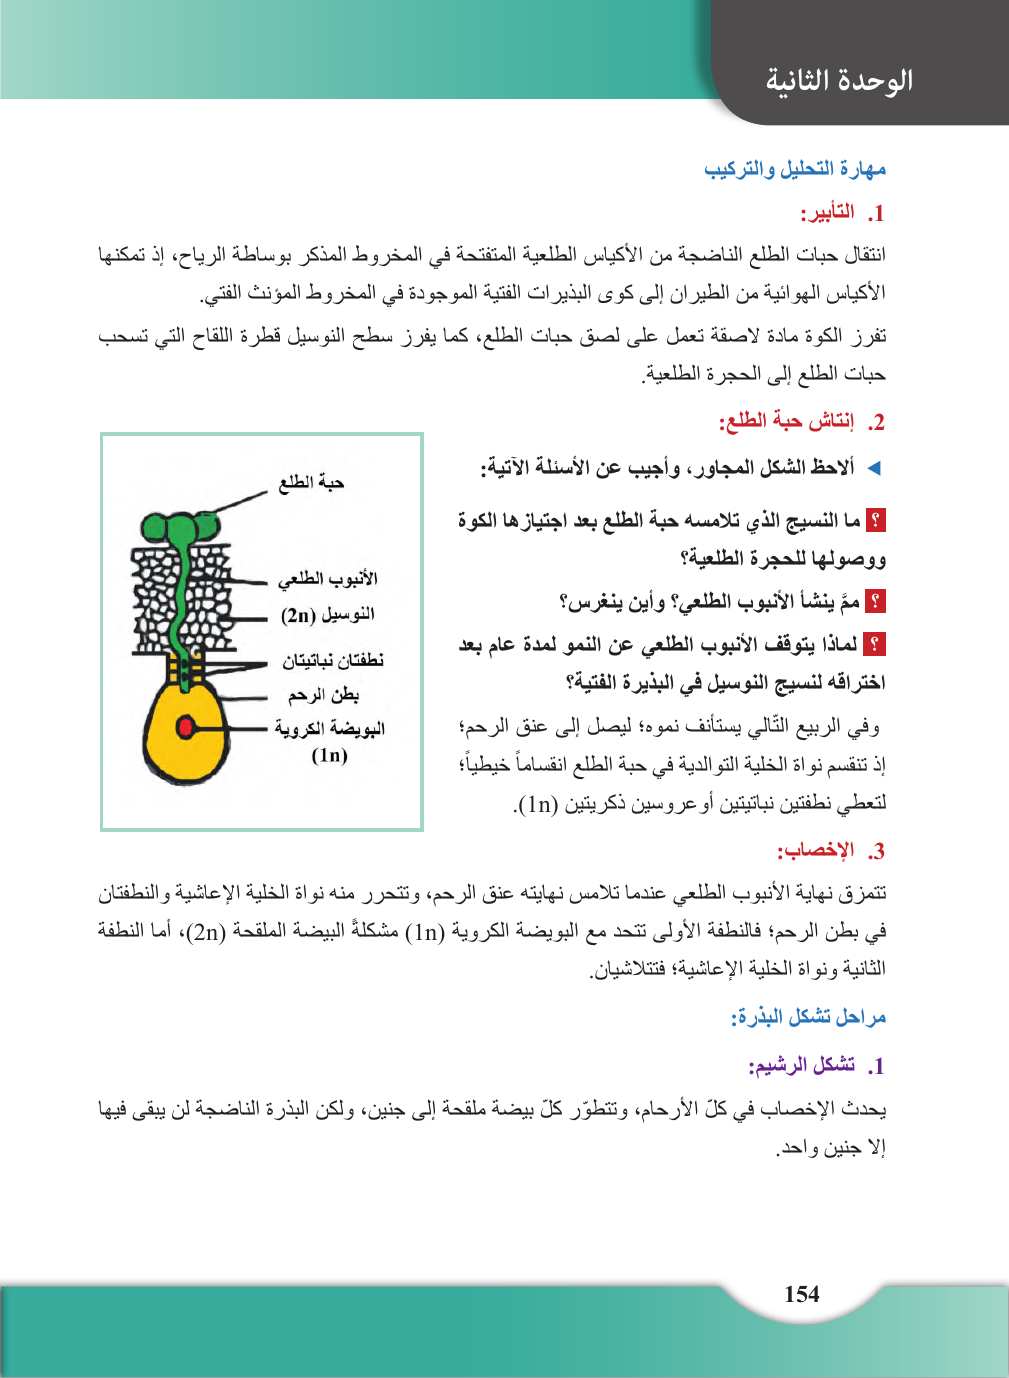 الوحدة الثانية
مهارة التحليل والتركيب
1. التأبير:
انتقال حبات الطلع الناضجة من الأكياس الطلعية المتفتحة في المخروط المذكر بوساطة الرياح، إذ تمكنها
الأكياس الهوائية من الطيران إلى كوى البذيرات الفتية الموجودة في المخروط المؤنث الفتي.
تفرز الكوة مادة لاصقة تعمل على لصق حبات الطلع، كما يفرز سطح النوسيل قطرة اللقاح التي تسحب
حبات الطلع إلى الحجرة الطلعية.
2. إنتاش حبة الطلع:
ألاحظ الشكل المجاور، وأجيب عن الأسئلة الآتية:
؟ ما النسيج الذي تلامسه حبة الطلع بعد اجتيازها الكوة
ووصولها للحجرة الطلعية؟
؟ ممَّ ينشأ الأنبوب الطلعي؟ وأين ينغرس؟
؟ لماذا يتوقف الأنبوب الطلعي عن النمو لمدة عام بعد
اختراقه لنسيج النوسيل في البذيرة الفتية؟
وفي الربيع التّالي يستأنف نموه؛ ليصل إلى عنق الرحم؛
إذ تنقسم نواة الخلية التوالدية في حبة الطلع انقساماً خيطياً؛
لتعطي نطفتين نباتيتين أوعروسين ذكريتين (1n).
حبة الطلع
الأنبوب الطلعي
النوسيل (2n)
نطفتان نباتيتان
بطن الرحم
البويضة الكروية
(1n)
3. الإخصاب:
تتمزق نهاية الأنبوب الطلعي عندما تلامس نهايته عنق الرحم، وتتحرر منه نواة الخلية الإعاشية والنطفتان
في بطن الرحم؛ فالنطفة الأولى تتحد مع البويضة الكروية (1n) مشكلةً البيضة الملقحة (2n)، أما النطفة
الثانية ونواة الخلية الإعاشية؛ فتتلاشيان.
مراحل تشكل البذرة:
1. تشكل الرشيم:
يحدث الإخصاب في كلّ الأرحام، وتتطوّر كلّ بيضة ملقحة إلى جنين، ولكن البذرة الناضجة لن يبقى فيها
إلا جنين واحد.
154